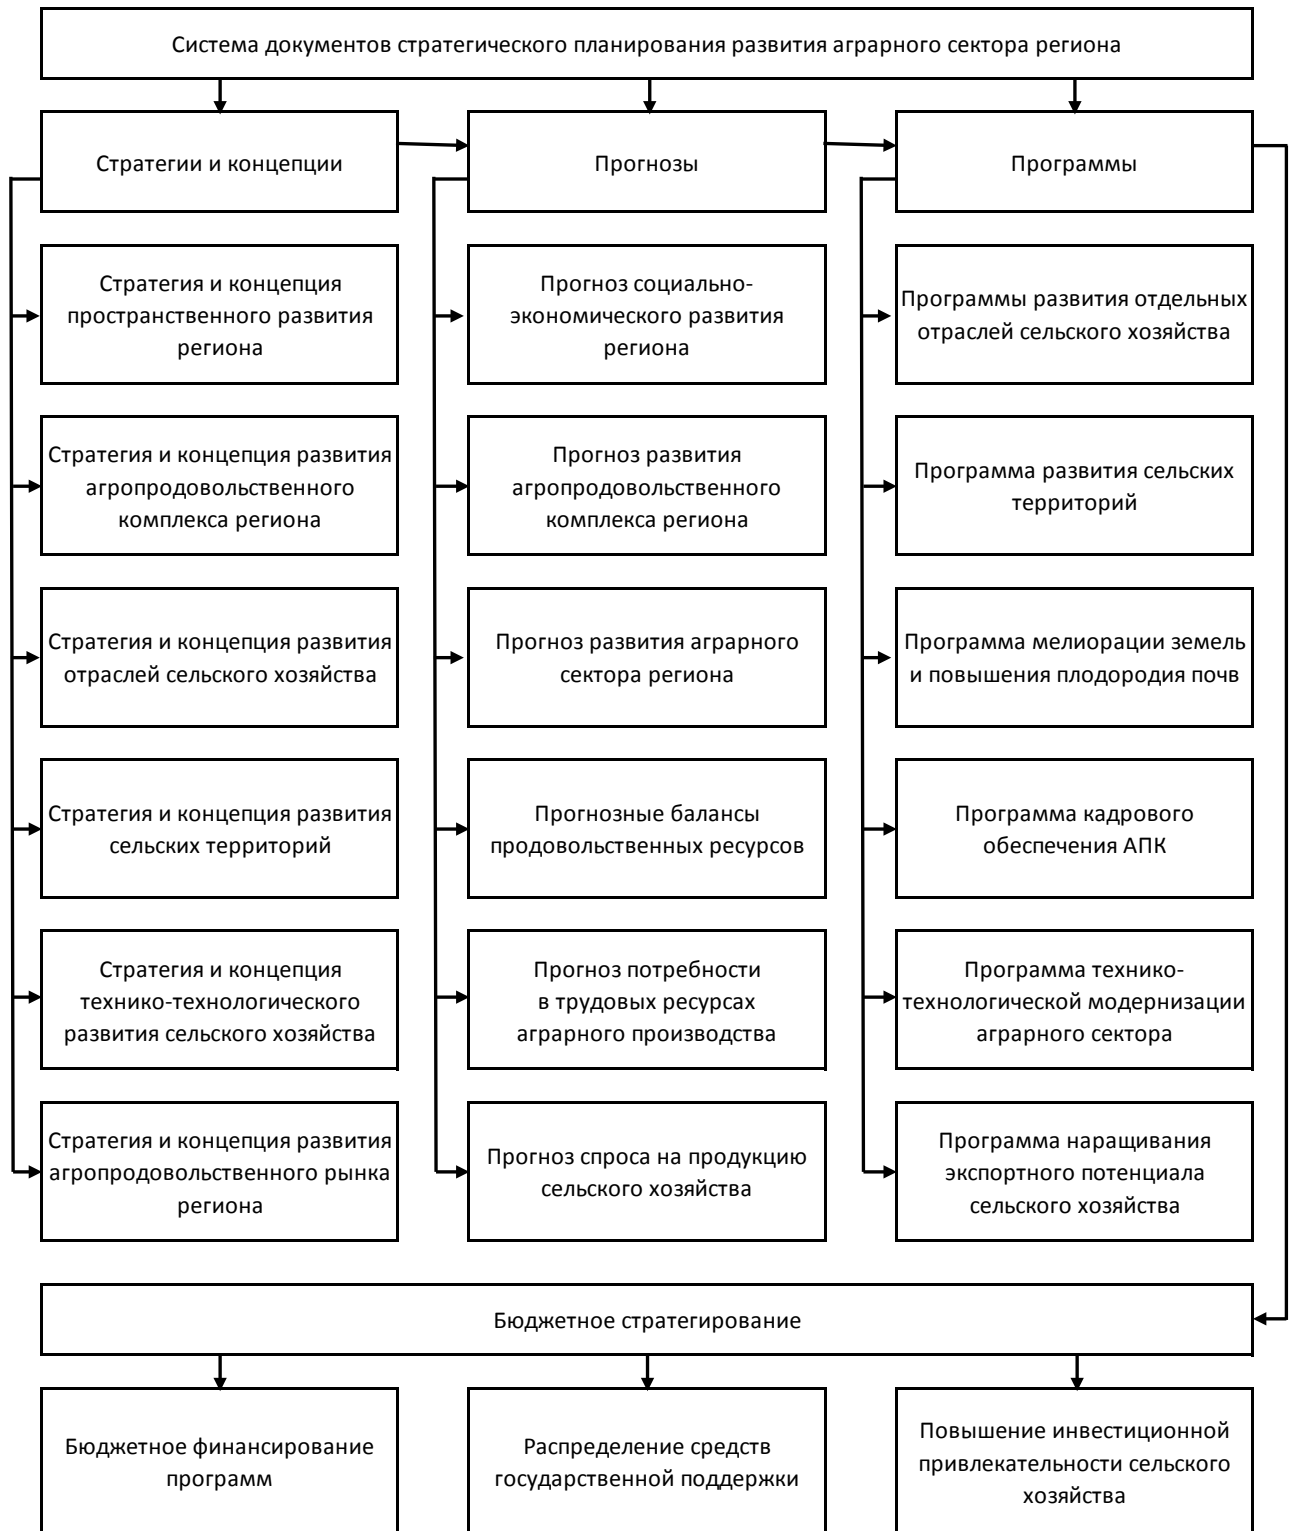 Система документов стратегического планирования развития аграрного сектора региона
Стратегии и концепции
Прогнозы
Программы
Стратегия и концепция
пространственного развития
региона
Прогноз социально-
экономического развития
региона
Программы развития отдельных
отраслей сельского хозяйства
Стратегия и концепция развития
агропродовольственного
комплекса региона
Прогноз развития
агропродовольственного
комплекса региона
Программа развития сельских
территорий
Стратегия и концепция развития
отраслей сельского хозяйства
Прогноз развития аграрного
сектора региона
Программа мелиорации земель
и повышения плодородия почв
Стратегия и концепция развития
сельских территорий
Прогнозные балансы
продовольственных ресурсов
Программа кадрового
обеспечения АПК
Стратегия и концепция
технико-технологического
развития сельского хозяйства
Прогноз потребности
в трудовых ресурсах
аграрного производства
Программа технико-
технологической модернизации
аграрного сектора
Стратегия и концепция развития
агропродовольственного рынка
региона
Прогноз спроса на продукцию
сельского хозяйства
Программа наращивания
экспортного потенциала
сельского хозяйства
Бюджетное стратегирование
Бюджетное финансирование
программ
Распределение средств
государственной поддержки
Повышение инвестиционной
привлекательности сельского
хозяйства